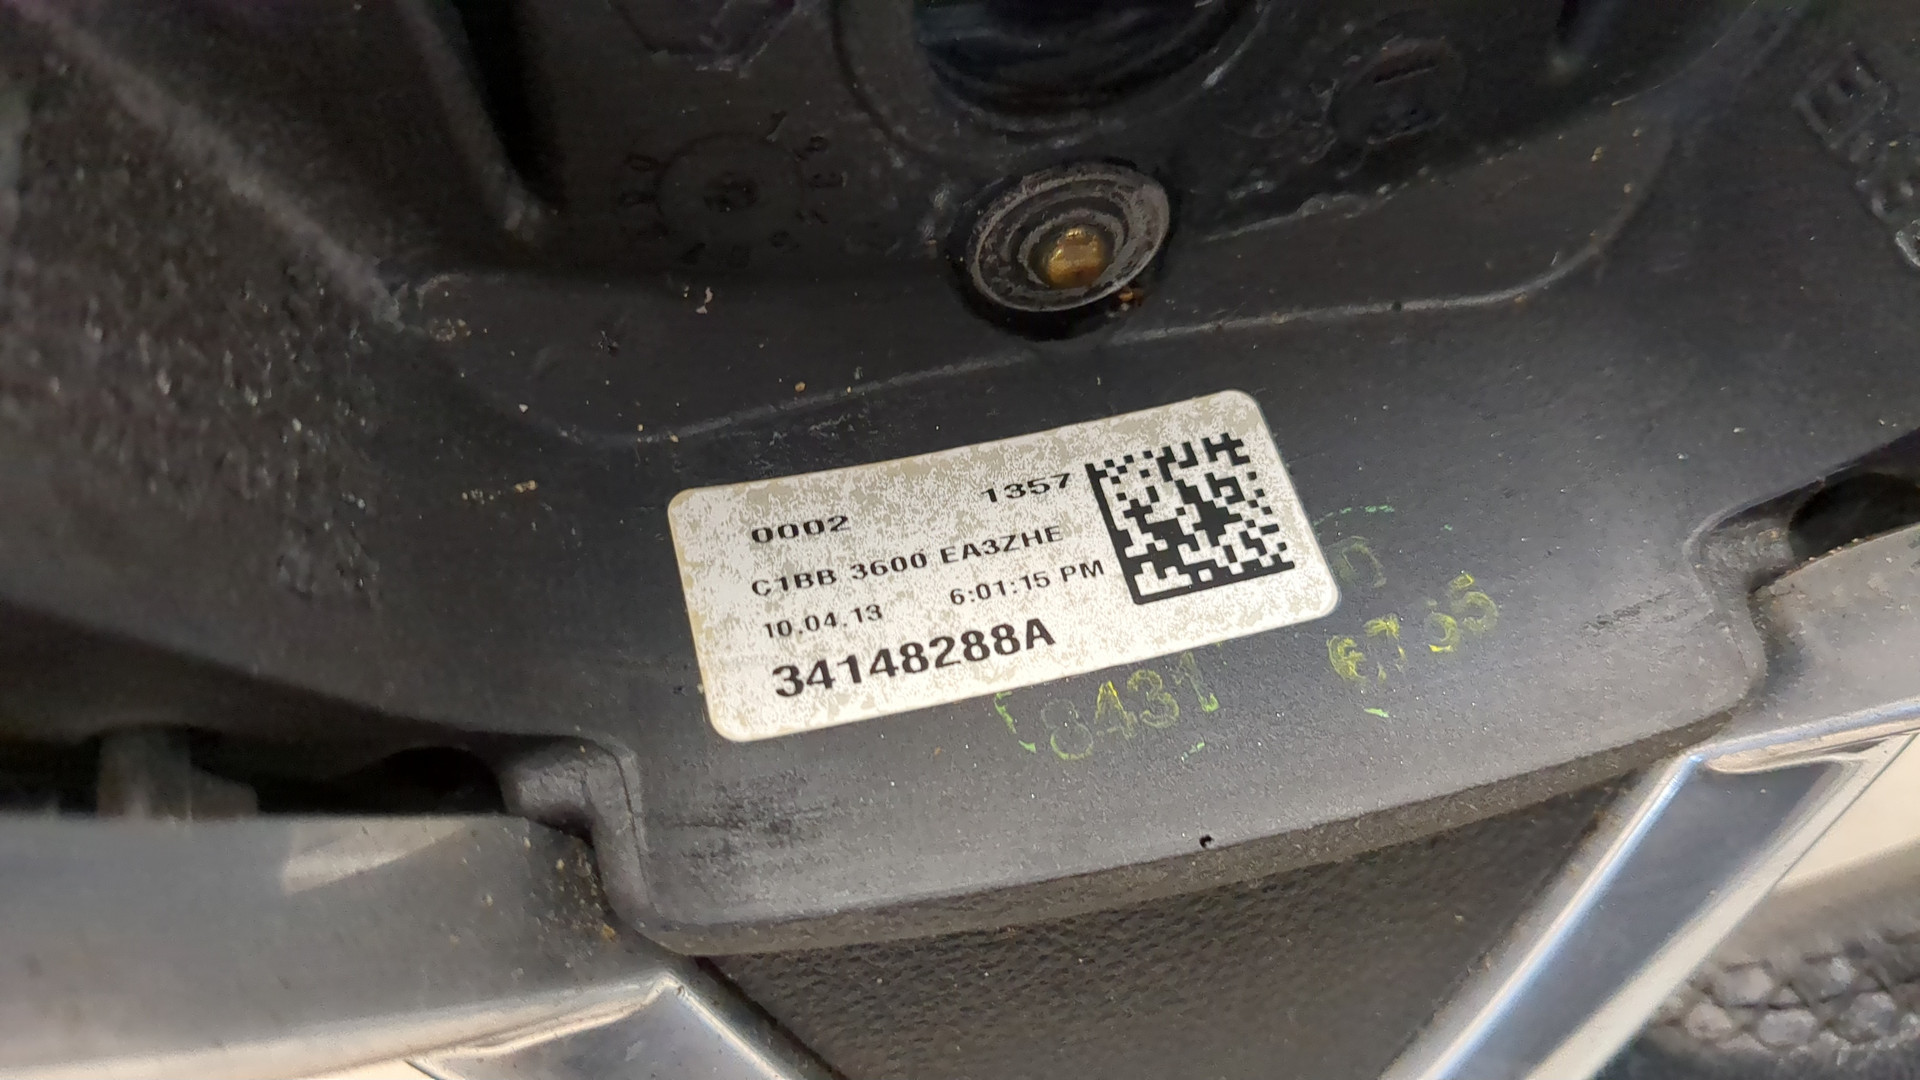 0002 1357
C1BB 3600 EA3ZHE
10.04.13 6:01:15 PM
34148288A
8431